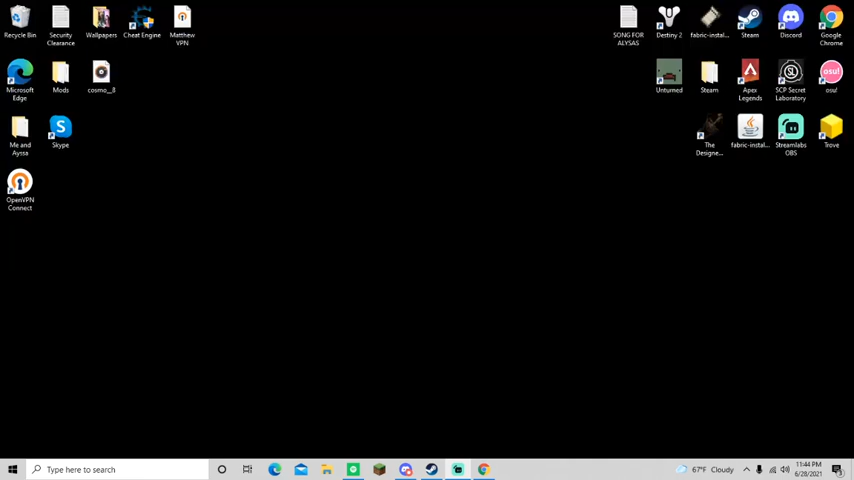 Recycle Bin
Security
Clearance
Wallpapers
Cheat Engine
Matthew
VPN
SONG FOR
ALYSAS
Destiny 2
fabric-instal...
Steam
Discord
Google
Chrome
Microsoft
Edge
Mods
cosmo__ß
Unturned
Steam
Apex
Legends
SCP Secret
Laboratory
osu!
Me and
Ayssa
Skype
The
Designe...
fabric-instal...
Streamlabs
OBS
Trove
OpenVPN
Connect
Type here to search
67°F Cloudy
11:44 PM
6/28/2021